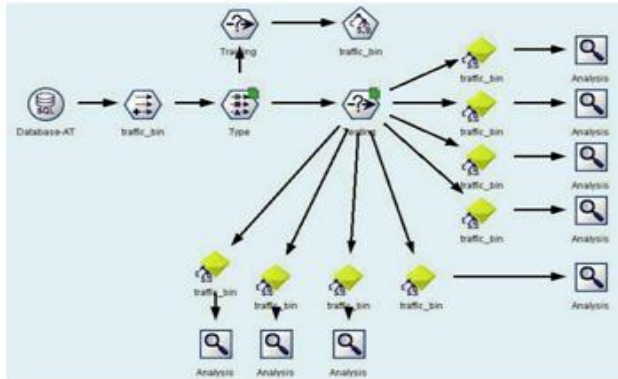 Training
traffic_bin
SQL
Database-AT
traffic_bin
Type
Testing
traffic_bin
Analysis
traffic_bin
Analysis
traffic_bin
Analysis
traffic_bin
Analysis
traffic_bin
traffic_bin
traffic_bin
traffic_bin
Analysis
Analysis
Analysis
Analysis